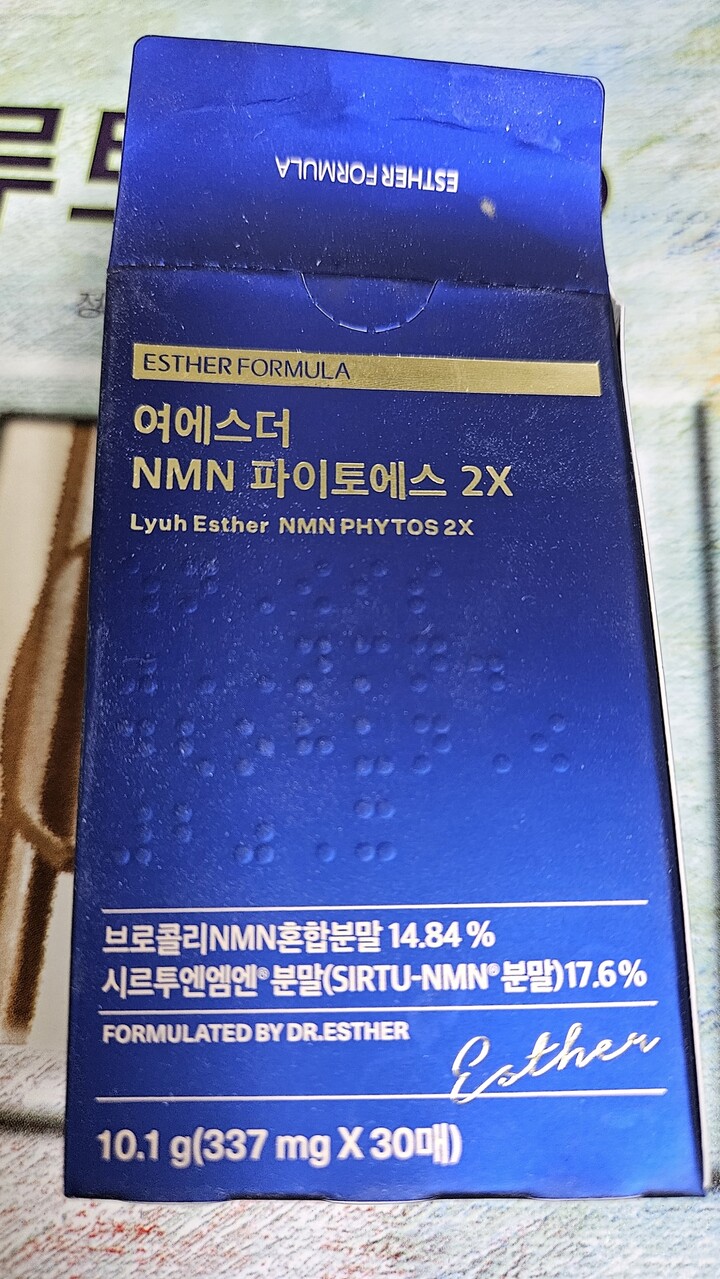 ESTHER FORMULA
ESTHER FORMULA
여에스더
NMN 파이토에스 2X
Lyuh Esther NMN PHYTOS 2X
브로콜리NMN혼합분말 14.84 %
시르투엔엠엔® 분말(SIRTU-NMN® 분말)17.6%
FORMULATED BY DR.ESTHER
Esther
10.1 g(337 mg X 30매)